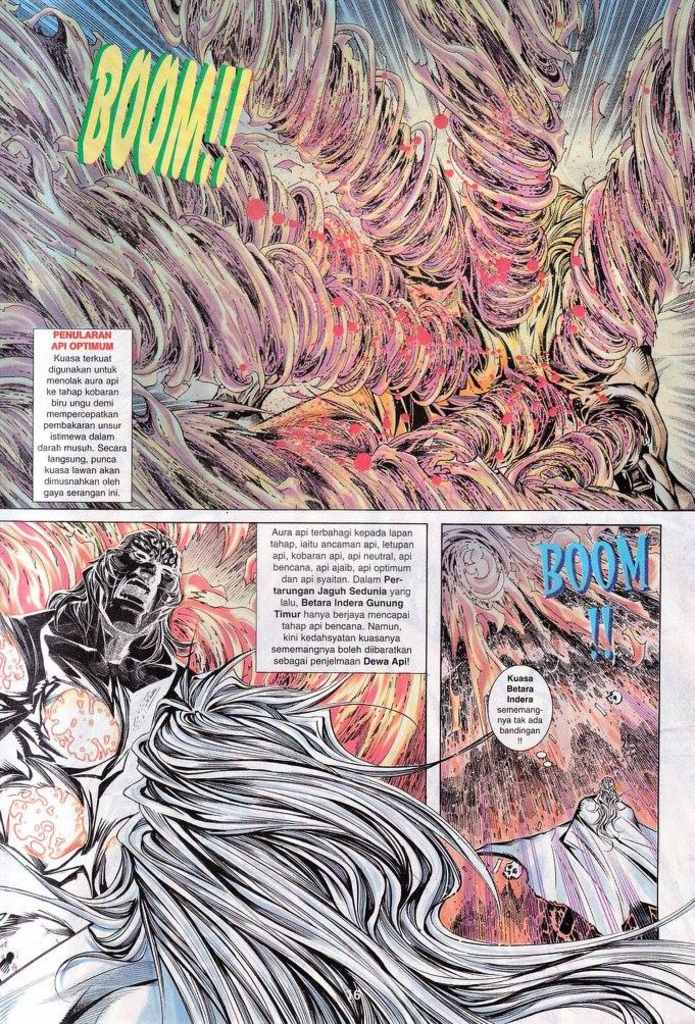 BOOM!!
PENULARAN
API OPTIMUM
Kuasa terkuat
digunakan untuk
menolak aura api
ke tahap kobaran
biru ungu demi
mempercepatkan
pembakaran unsur
istimewa dalam
darah musuh. Secara
langsung, punca
kuasa lawan akan
dimusnahkan oleh
gaya serangan ini.
Aura api terbahagi kepada lapan
tahap, iaitu ancaman api, letupan
api, kobaran api, api neutral, api
bencana, api ajaib, api optimum
dan api syaitan. Dalam Per-
tarungan Jaguh Sedunia yang
lalu, Betara Indera Gunung
Timur hanya berjaya mencapai
tahap api bencana. Namun,
kini kedahsyatan kuasanya
sememangnya boleh diibaratkan
sebagai penjelmaan Dewa Api!
BOOM
!!
Kuasa
Betara
Indera
sememang-
nya tak ada
bandingan
!!
16